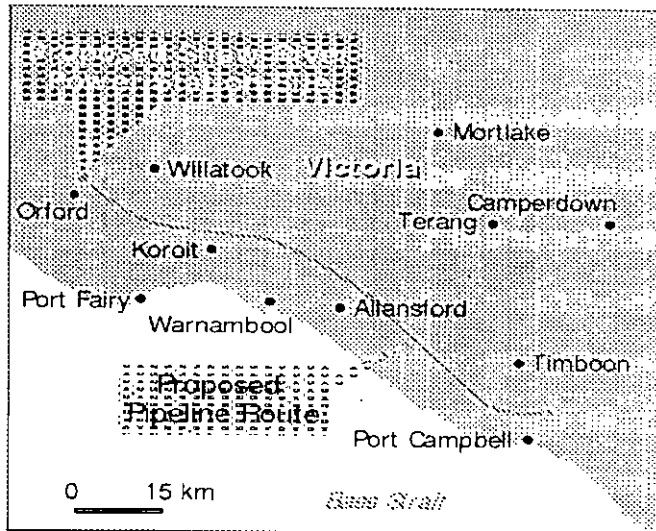 Mortlake
Willatook
Victoria
Camperdown
Orford
Terang
Koroit
Port Fairy
Allansford
Warnambool
Timboon
Proposed
Pipeline Route
Port Campbell
0 15 km
Bass Strait